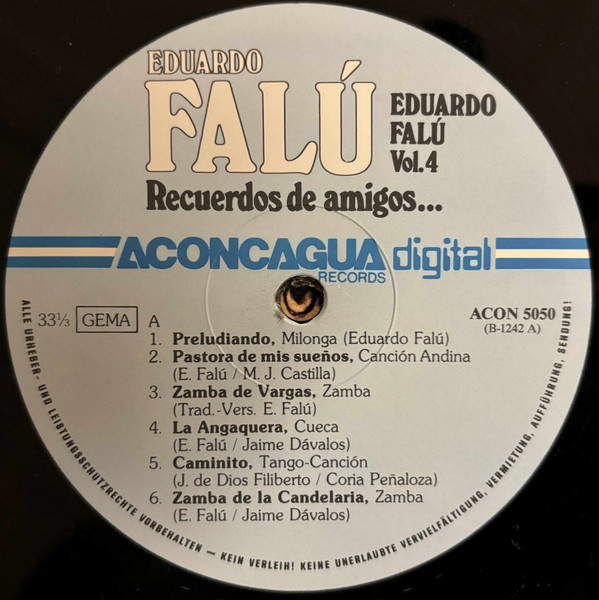 EDUARDO
FALÚ
EDUARDO
FALÚ
Vol. 4
Recuerdos de amigos...
ACONCAGUA digital
RECORDS
33⅓ GEMA A
ACON 5050
(B-1242 A)
1. Preludiando, Milonga (Eduardo Falú)
2. Pastora de mis sueños, Canción Andina
(E. Falú / M. J. Castilla)
3. Zamba de Vargas, Zamba
(Trad.-Vers. E. Falú)
4. La Angaquera, Cueca
(E. Falú / Jaime Dávalos)
5. Caminito, Tango-Canción
(J. de Dios Filiberto / Coria Peñaloza)
6. Zamba de la Candelaria, Zamba
(E. Falú / Jaime Dávalos)
ALLE URHEBER- UND LEISTUNGSSCHUTZRECHTE VORBEHALTEN — KEIN VERLEIH! KEINE UNERLAUBTE VERVIELFÄLTIGUNG, VERMIETUNG, AUFFÜHRUNG, SENDUNG!